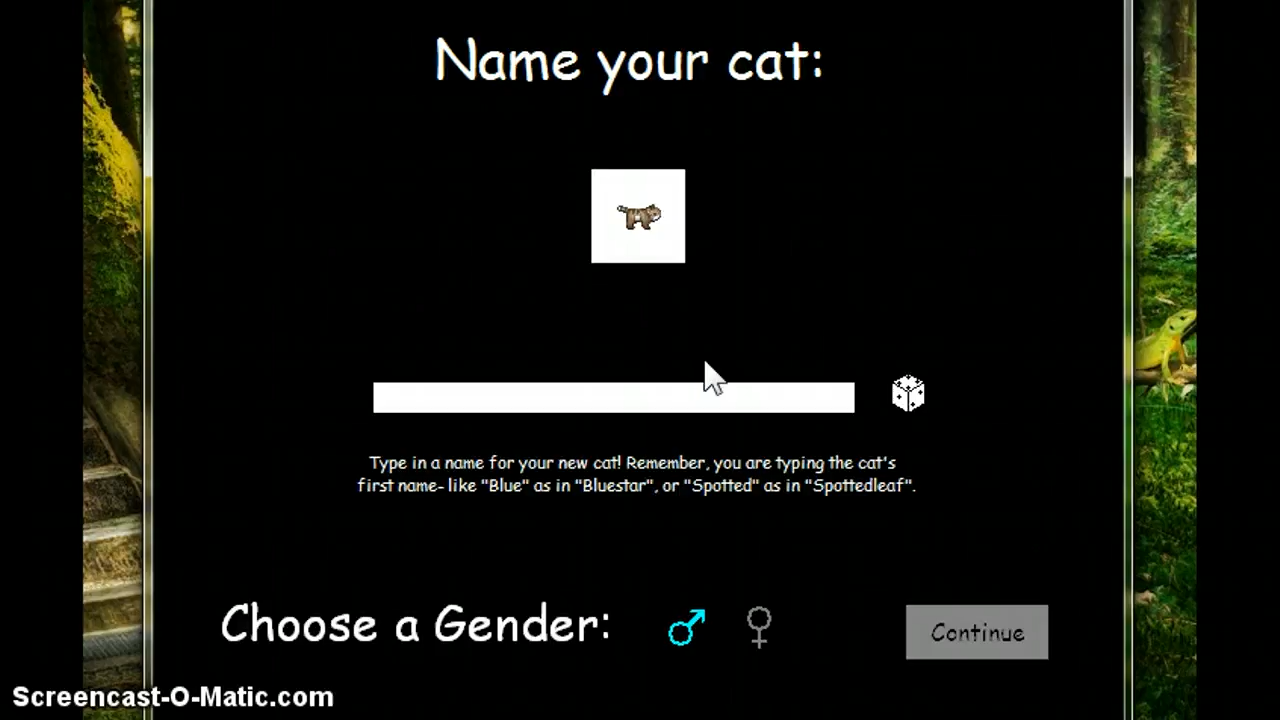 Name your cat:
Type in a name for your new cat! Remember, you are typing the cat's
first name- like "Blue" as in "Bluestar", or "Spotted" as in "Spottedleaf".
Choose a Gender:
Continue
Screencast-O-Matic.com